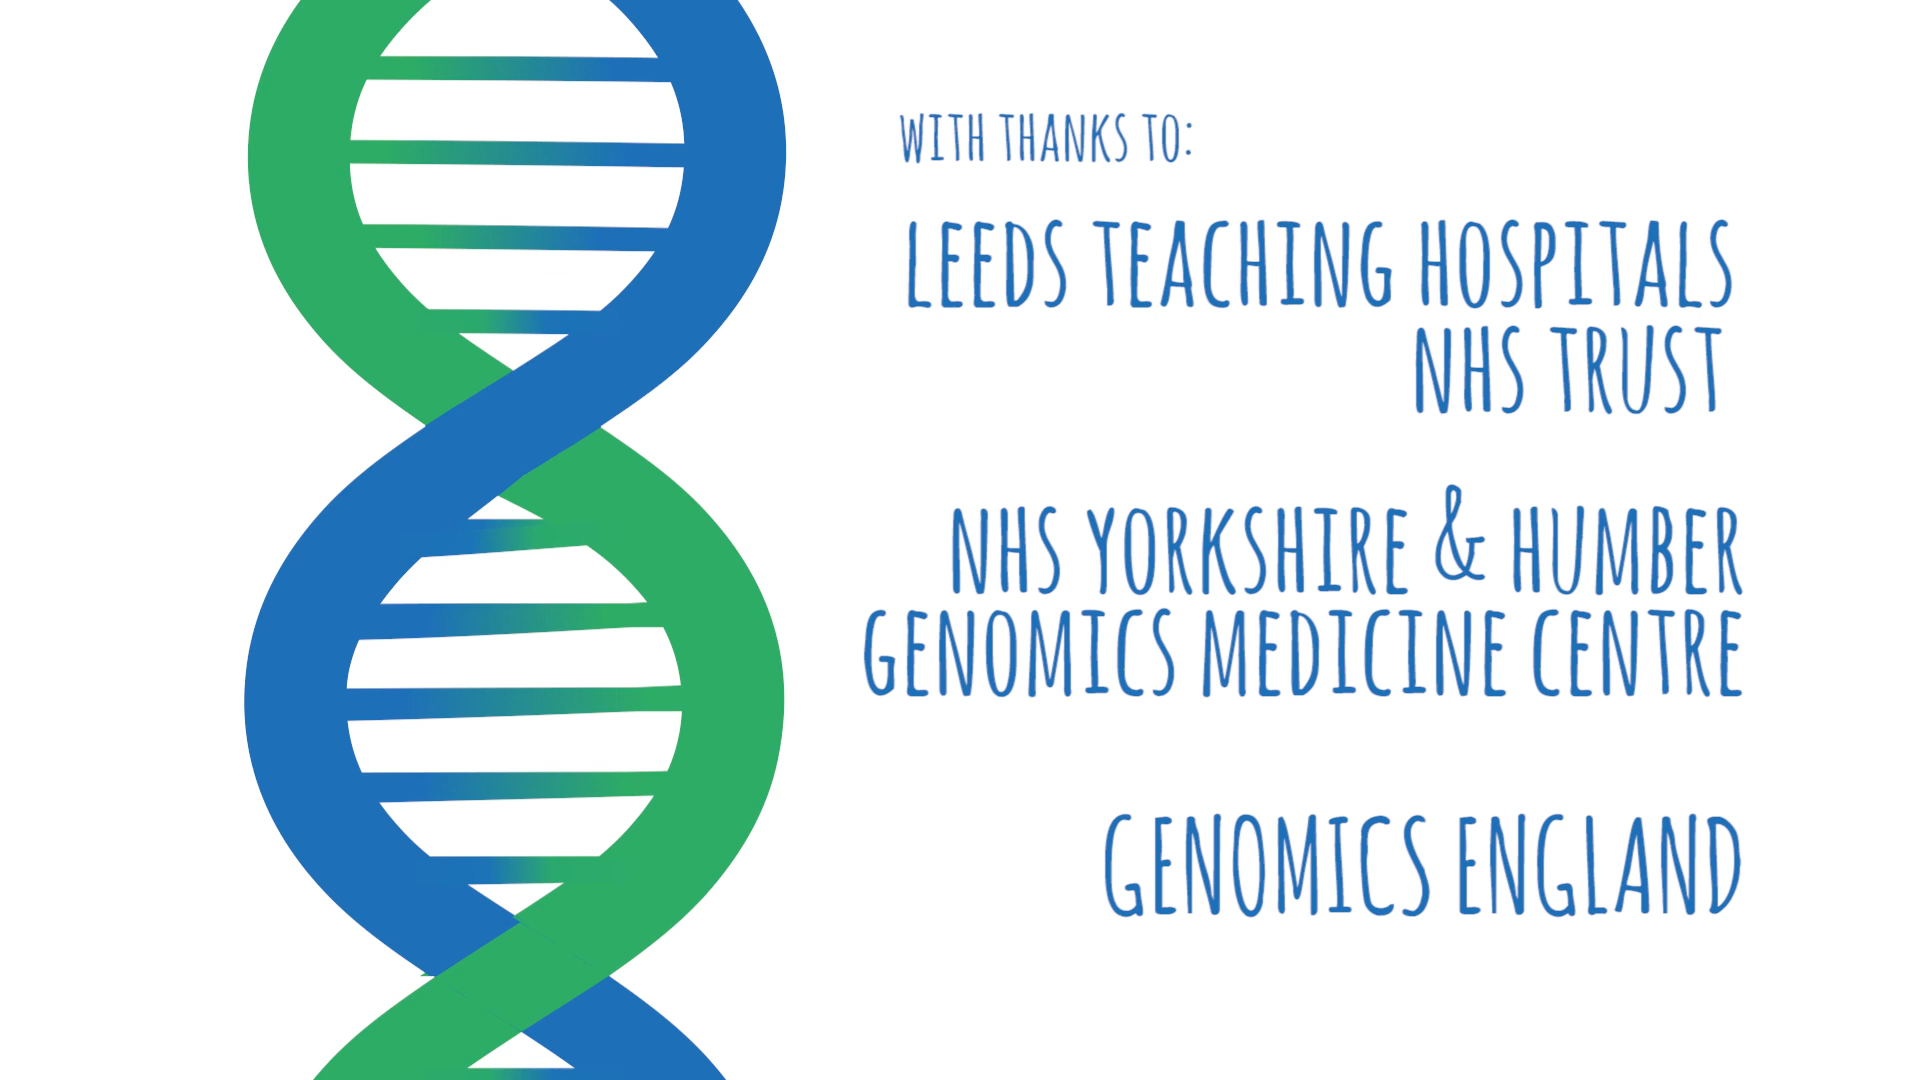 WITH THANKS TO:
LEEDS TEACHING HOSPITALS
NHS TRUST
NHS YORKSHIRE & HUMBER
GENOMICS MEDICINE CENTRE
GENOMICS ENGLAND